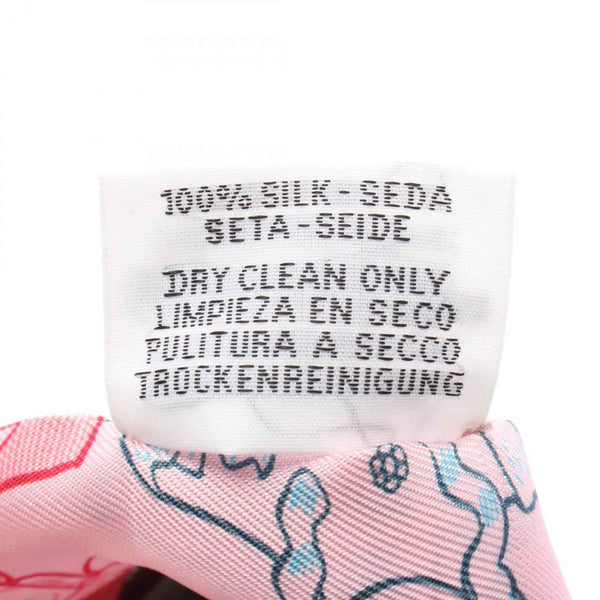 100% SILK - SEDA
SETA - SEIDE
DRY CLEAN ONLY
LIMPIEZA EN SECO
PULITURA A SECCO
TROCKENREINIGUNG